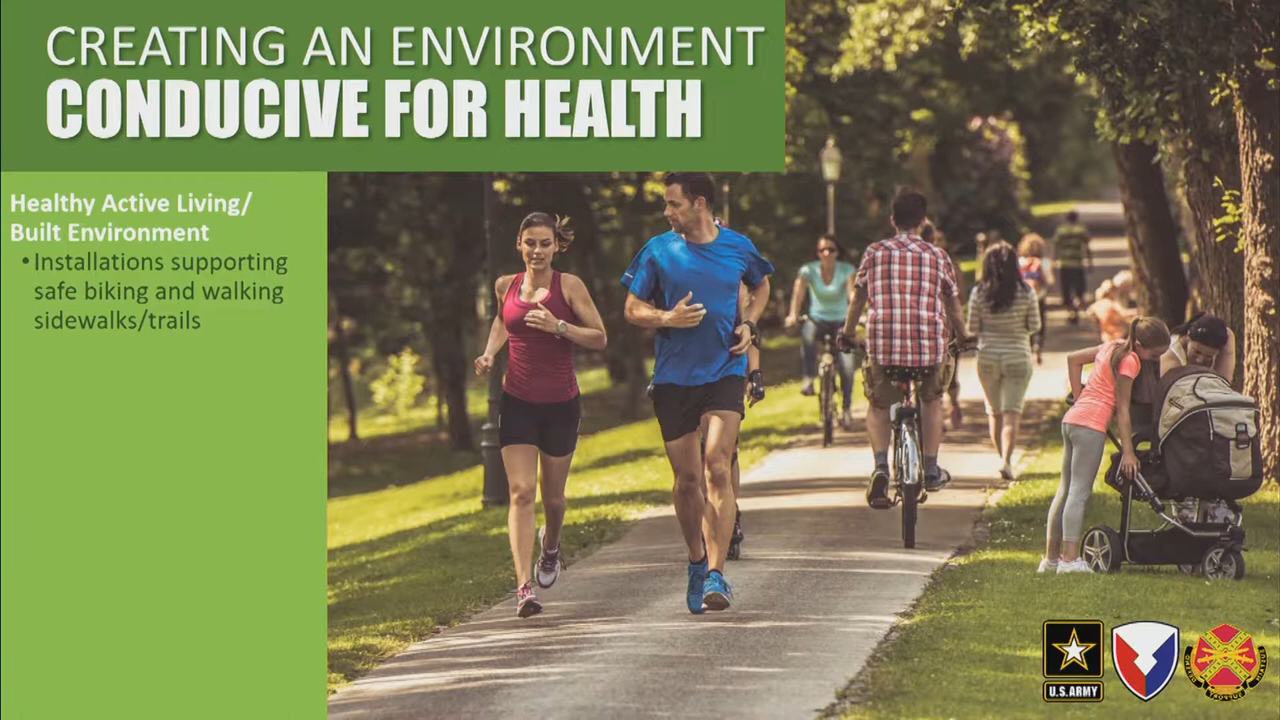 CREATING AN ENVIRONMENT
CONDUCIVE FOR HEALTH
Healthy Active Living/
Built Environment
• Installations supporting
safe biking and walking
sidewalks/trails
U.S.ARMY